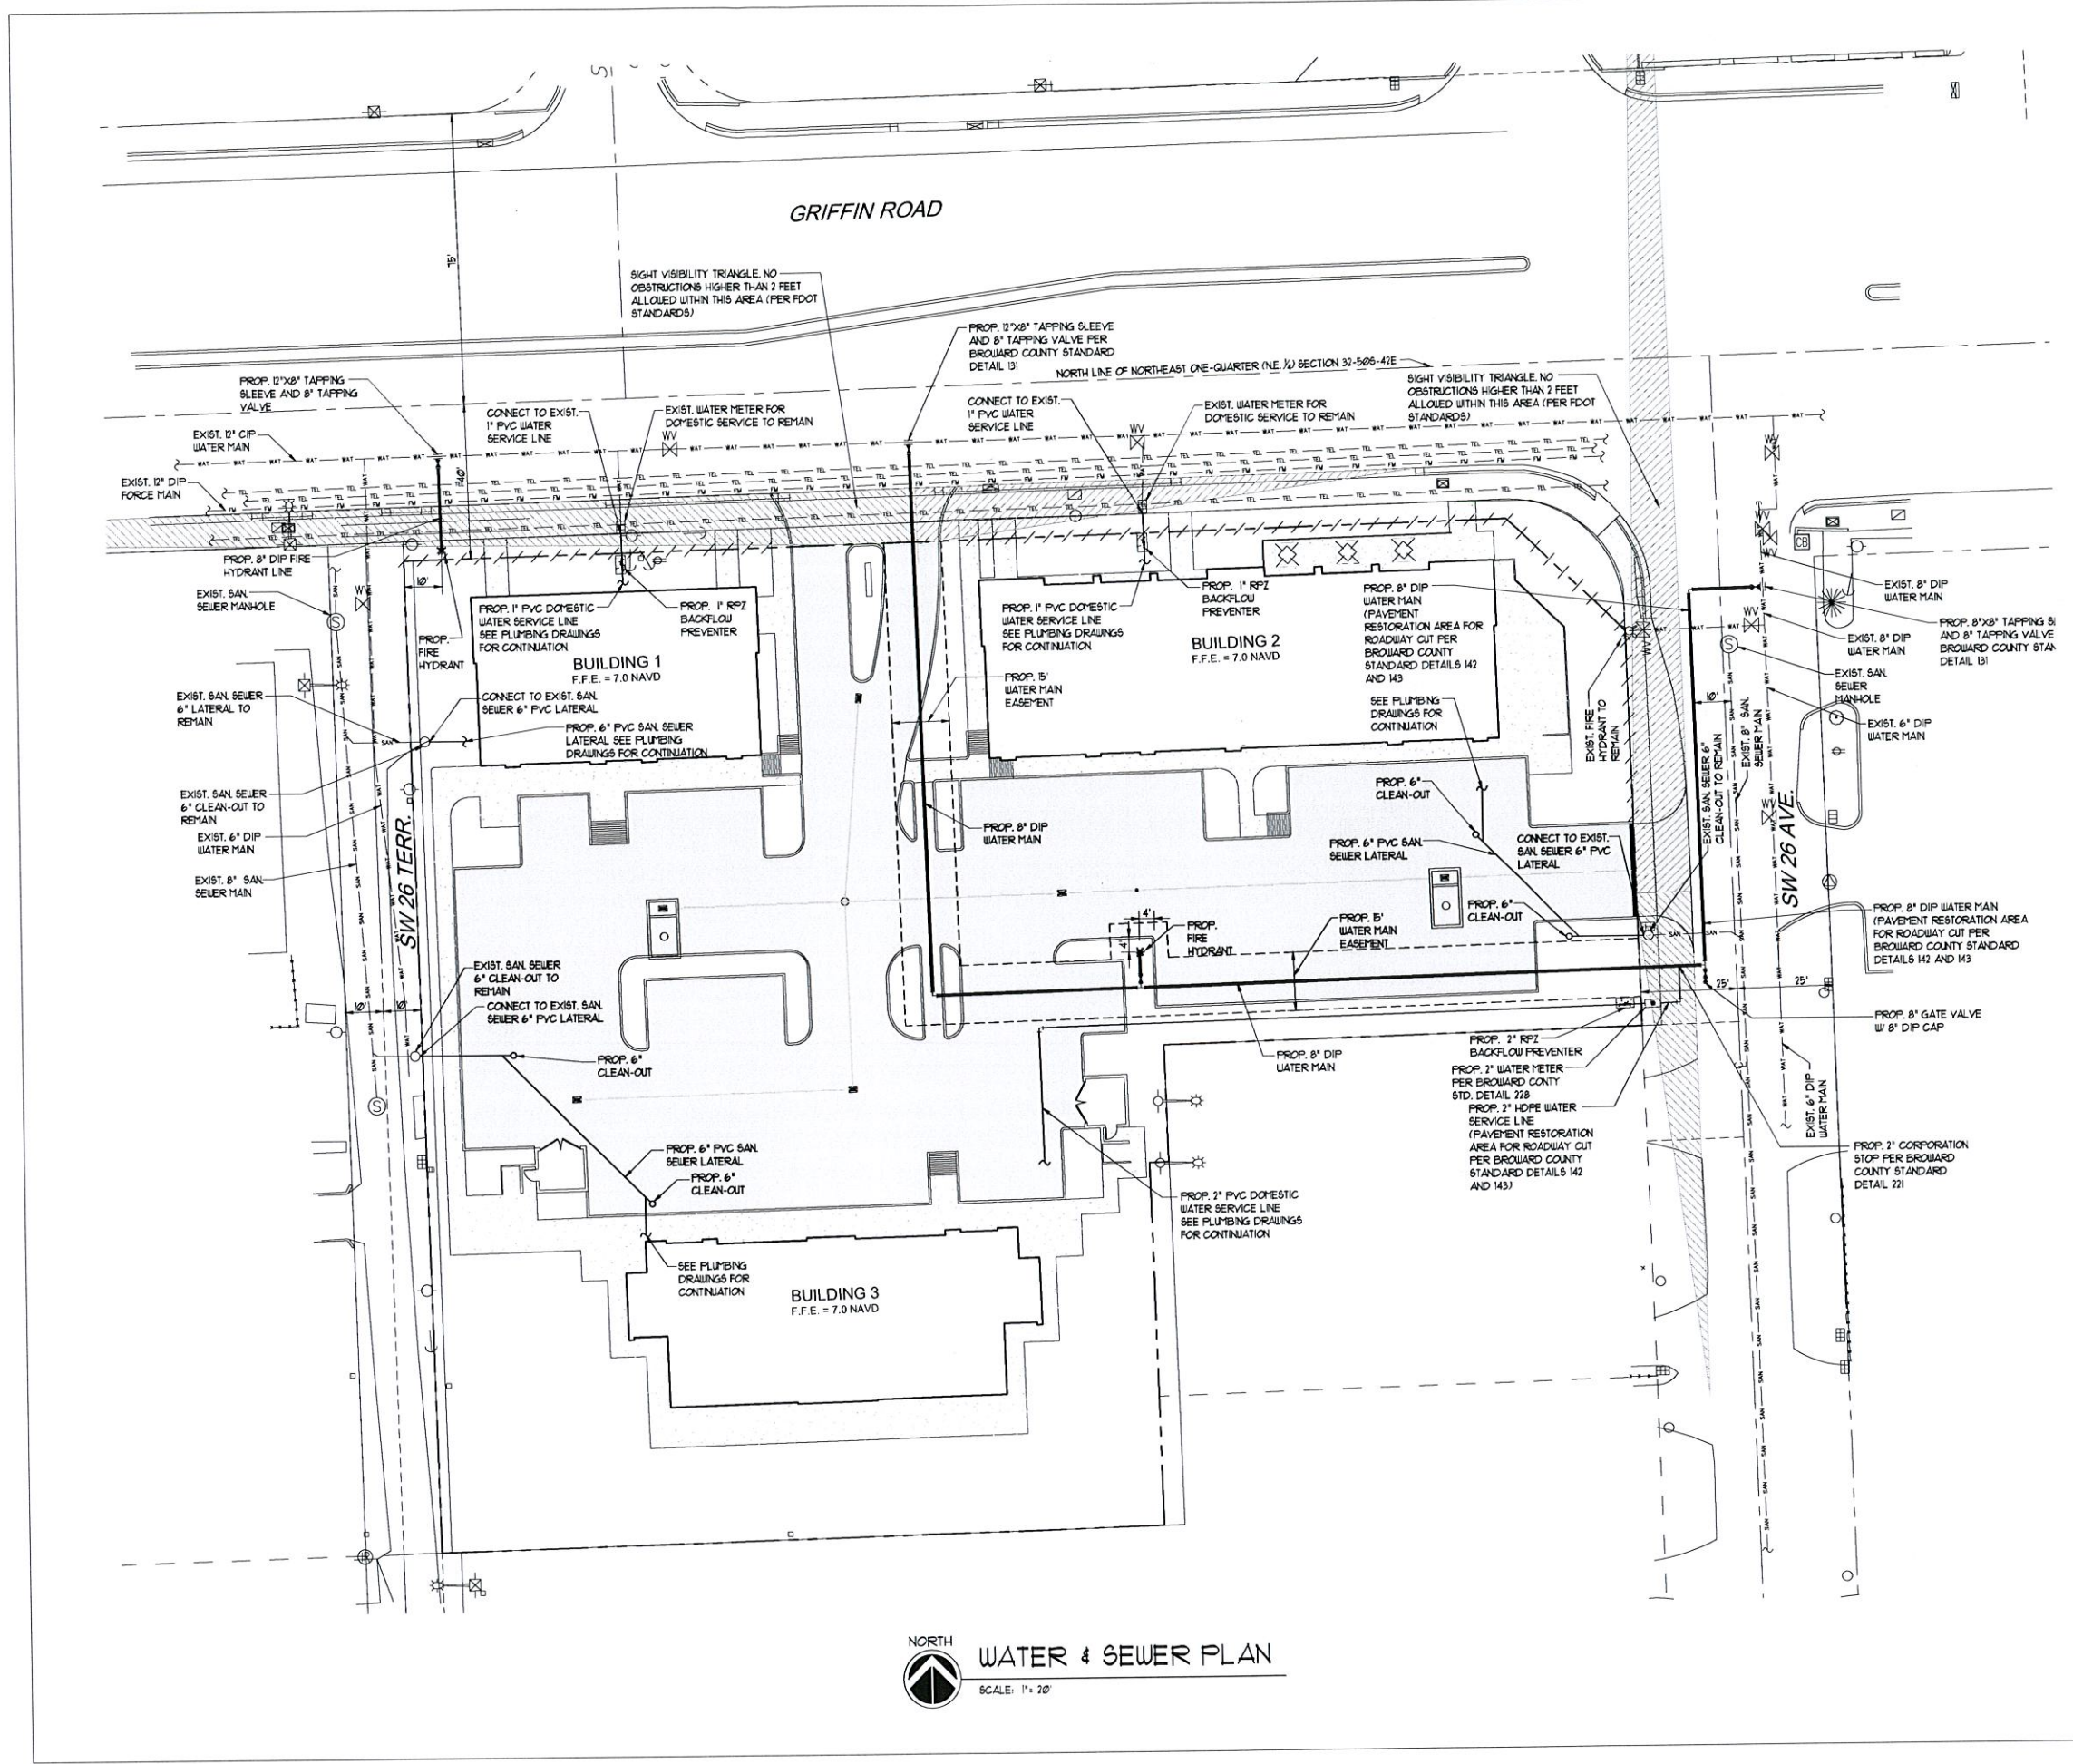 GRIFFIN ROAD
75'
SIGHT VISIBILITY TRIANGLE. NO
OBSTRUCTIONS HIGHER THAN 2 FEET
ALLOWED WITHIN THIS AREA (PER FDOT
STANDARDS)
PROP. 12"X8" TAPPING SLEEVE
AND 8" TAPPING VALVE PER
BROWARD COUNTY STANDARD
DETAIL 131
NORTH LINE OF NORTHEAST ONE-QUARTER (N.E. ¼) SECTION 32-50S-42E
SIGHT VISIBILITY TRIANGLE. NO
OBSTRUCTIONS HIGHER THAN 2 FEET
ALLOWED WITHIN THIS AREA (PER FDOT
STANDARDS)
PROP. 12"X8" TAPPING
SLEEVE AND 8" TAPPING
VALVE
CONNECT TO EXIST.
1" PVC WATER
SERVICE LINE
EXIST. WATER METER FOR
DOMESTIC SERVICE TO REMAIN
CONNECT TO EXIST.
1" PVC WATER
SERVICE LINE
EXIST. WATER METER FOR
DOMESTIC SERVICE TO REMAIN
EXIST. 12" CIP
WATER MAIN
EXIST. 12" DIP
FORCE MAIN
WV
WV
PROP. 8" DIP FIRE
HYDRANT LINE
10'
EXIST. SAN.
SEWER MANHOLE
WV
S
PROP.
FIRE
HYDRANT
PROP. 1" PVC DOMESTIC
WATER SERVICE LINE
SEE PLUMBING DRAWINGS
FOR CONTINUATION
PROP. 1" RPZ
BACKFLOW
PREVENTER
BUILDING 1
F.F.E. = 7.0 NAVD
PROP. 1" PVC DOMESTIC
WATER SERVICE LINE
SEE PLUMBING DRAWINGS
FOR CONTINUATION
PROP. 1" RPZ
BACKFLOW
PREVENTER
BUILDING 2
F.F.E. = 7.0 NAVD
PROP. 8" DIP
WATER MAIN
(PAVEMENT
RESTORATION AREA FOR
ROADWAY CUT PER
BROWARD COUNTY
STANDARD DETAILS 142
AND 143
CB
EXIST. 8" DIP
WATER MAIN
PROP. 8"X8" TAPPING
AND 8" TAPPING VALVE
BROWARD COUNTY
DETAIL 131
EXIST. 8" DIP
WATER MAIN
EXIST. SAN.
SEWER
MANHOLE
EXIST. 6" DIP
WATER MAIN
EXIST. SAN. SEWER
6" LATERAL TO
REMAIN
CONNECT TO EXIST. SAN.
SEWER 6" PVC LATERAL
PROP. 6" PVC SAN. SEWER
LATERAL SEE PLUMBING
DRAWINGS FOR CONTINUATION
PROP. 15'
WATER MAIN
EASEMENT
SEE PLUMBING
DRAWINGS FOR
CONTINUATION
EXIST. FIRE
HYDRANT TO
REMAIN
10'
EXIST. SAN. SEWER 6"
CLEAN-OUT TO REMAIN
EXIST. 8" SAN.
SEWER MAIN
SW 26 AVE.
EXIST. SAN. SEWER
6" CLEAN-OUT TO
REMAIN
EXIST. 6" DIP
WATER MAIN
EXIST. 8" SAN.
SEWER MAIN
SW 26 TERR.
PROP. 8" DIP
WATER MAIN
PROP. 6"
CLEAN-OUT
PROP. 6" PVC SAN.
SEWER LATERAL
CONNECT TO EXIST.
SAN. SEWER 6" PVC
LATERAL
PROP. 6"
CLEAN-OUT
PROP. 8" DIP WATER MAIN
(PAVEMENT RESTORATION AREA
FOR ROADWAY CUT PER
BROWARD COUNTY STANDARD
DETAILS 142 AND 143
4'
4'
PROP.
FIRE
HYDRANT
PROP. 15'
WATER MAIN
EASEMENT
EXIST. SAN. SEWER
6" CLEAN-OUT TO
REMAIN
CONNECT TO EXIST. SAN.
SEWER 6" PVC LATERAL
10'
10'
25'
25'
PROP. 8" GATE VALVE
W/ 8" DIP CAP
PROP. 6"
CLEAN-OUT
PROP. 8" DIP
WATER MAIN
PROP. 2" RPZ
BACKFLOW PREVENTER
PROP. 2" WATER METER
PER BROWARD CONTY
STD. DETAIL 228
PROP. 2" HDPE WATER
SERVICE LINE
(PAVEMENT RESTORATION
AREA FOR ROADWAY CUT
PER BROWARD COUNTY
STANDARD DETAILS 142
AND 143)
EXIST. 6" DIP
WATER MAIN
PROP. 2" CORPORATION
STOP PER BROWARD
COUNTY STANDARD
DETAIL 221
S
PROP. 6" PVC SAN.
SEWER LATERAL
PROP. 6"
CLEAN-OUT
PROP. 2" PVC DOMESTIC
WATER SERVICE LINE
SEE PLUMBING DRAWINGS
FOR CONTINUATION
SEE PLUMBING
DRAWINGS FOR
CONTINUATION
BUILDING 3
F.F.E. = 7.0 NAVD
NORTH
WATER & SEWER PLAN
SCALE: 1" = 20'